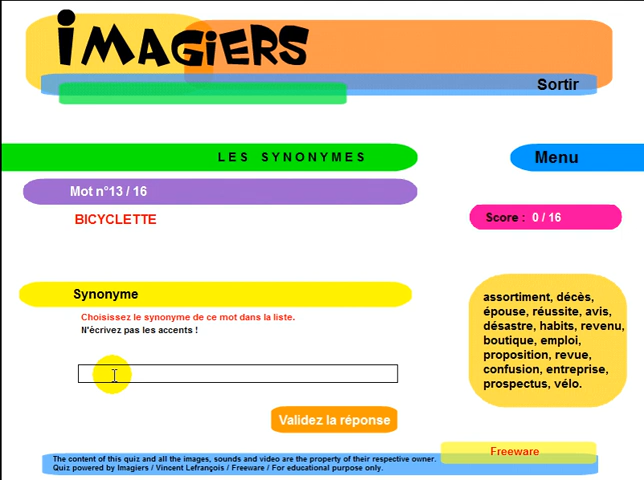 iMAGiERS
Sortir
LES SYNONYMES
Menu
Mot n°13 / 16
BICYCLETTE
Score : 0 / 16
Synonyme
Choisissez le synonyme de ce mot dans la liste.
N'écrivez pas les accents !
assortiment, décès,
épouse, réussite, avis,
désastre, habits, revenu,
boutique, emploi,
proposition, revue,
confusion, entreprise,
prospectus, vélo.
Validez la réponse
Freeware
The content of this quiz and all the images, sounds and video are the property of their respective owner.
Quiz powered by Imagiers / Vincent Lefrançois / Freeware / For educational purpose only.